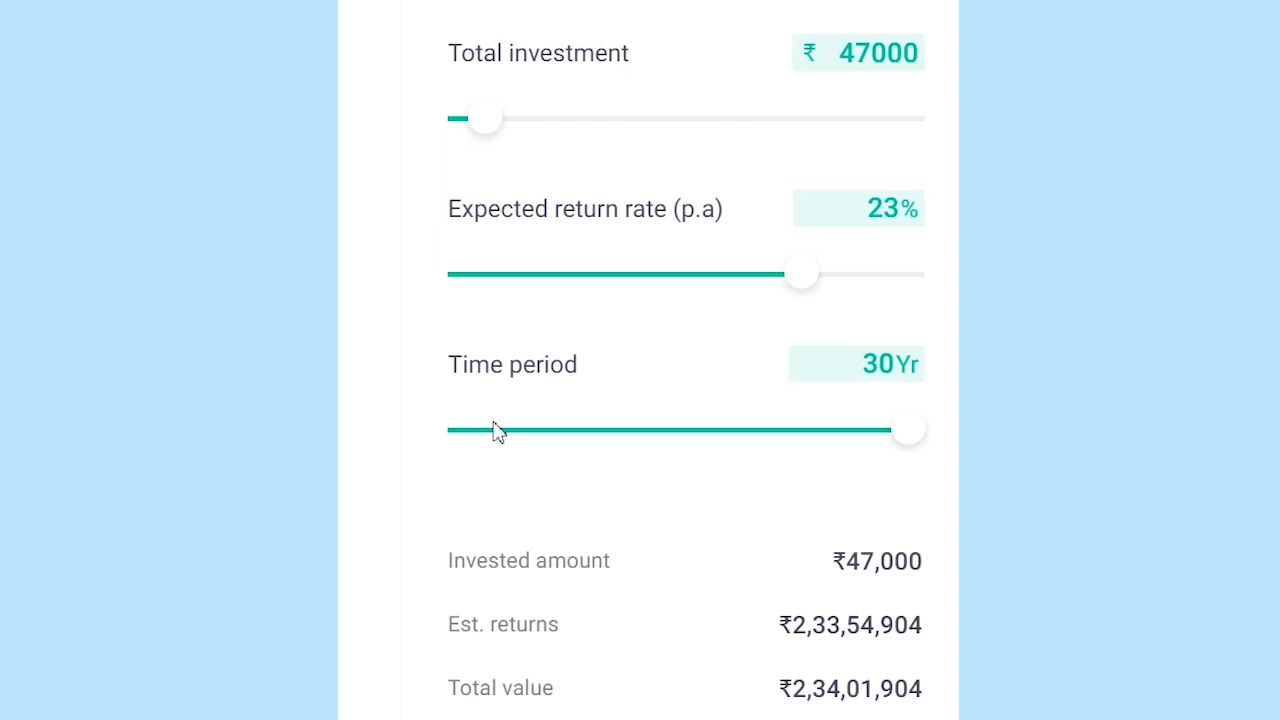 Total investment ₹ 47000
Expected return rate (p.a) 23%
Time period 30Yr
Invested amount ₹47,000
Est. returns ₹2,33,54,904
Total value ₹2,34,01,904